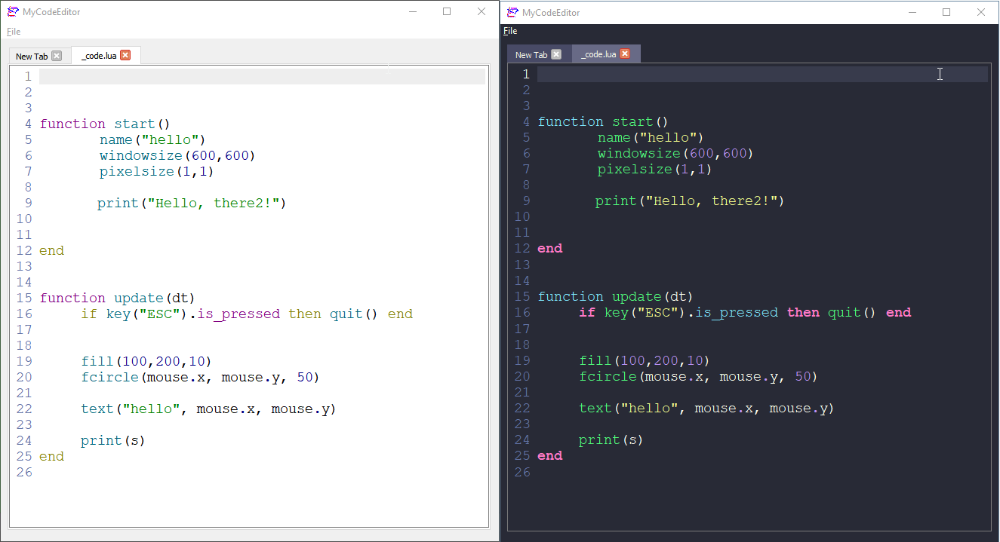 MyCodeEditor
File
New Tab _code.lua
1
2
3
4 function start()
5 name("hello")
6 windowsize(600,600)
7 pixelsize(1,1)
8
9 print("Hello, there2!")
10
11
12 end
13
14
15 function update(dt)
16 if key("ESC").is_pressed then quit() end
17
18
19 fill(100,200,10)
20 fcircle(mouse.x, mouse.y, 50)
21
22 text("hello", mouse.x, mouse.y)
23
24 print(s)
25 end
26
MyCodeEditor
File
New Tab _code.lua
1
2
3
4 function start()
5 name("hello")
6 windowsize(600,600)
7 pixelsize(1,1)
8
9 print("Hello, there2!")
10
11
12 end
13
14
15 function update(dt)
16 if key("ESC").is_pressed then quit() end
17
18
19 fill(100,200,10)
20 fcircle(mouse.x, mouse.y, 50)
21
22 text("hello", mouse.x, mouse.y)
23
24 print(s)
25 end
26